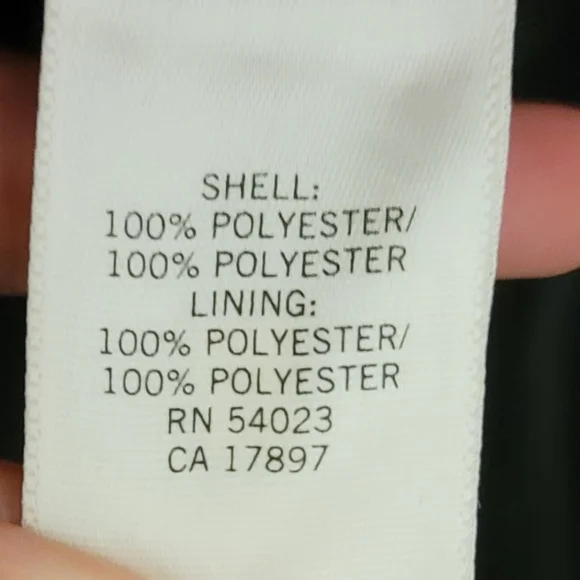 SHELL:
100% POLYESTER/
100% POLYESTER
LINING:
100% POLYESTER/
100% POLYESTER
RN 54023
CA 17897